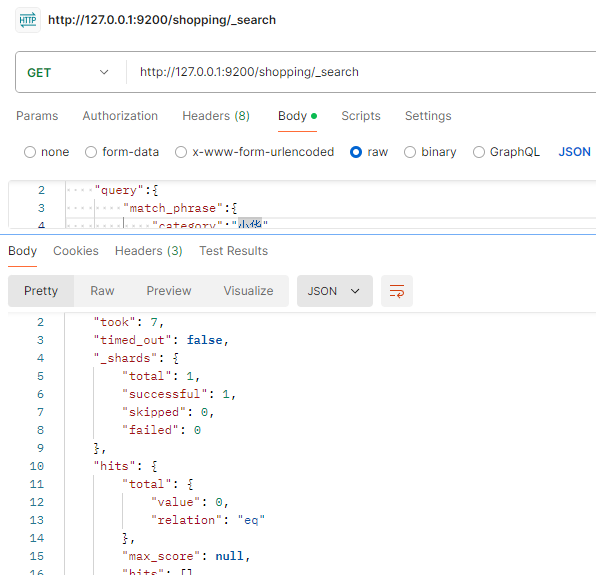 HTTP http://127.0.0.1:9200/shopping/_search
GET http://127.0.0.1:9200/shopping/_search
Params Authorization Headers (8) Body Scripts Settings
none form-data x-www-form-urlencoded raw binary GraphQL JSON
2 "query":{
3 "match_phrase":{
4 "category":"小华"
Body Cookies Headers (3) Test Results
Pretty Raw Preview Visualize JSON
2 "took": 7,
3 "timed_out": false,
4 "_shards": {
5 "total": 1,
6 "successful": 1,
7 "skipped": 0,
8 "failed": 0
9 },
10 "hits": {
11 "total": {
12 "value": 0,
13 "relation": "eq"
14 },
15 "max_score": null,
16 "hits": []